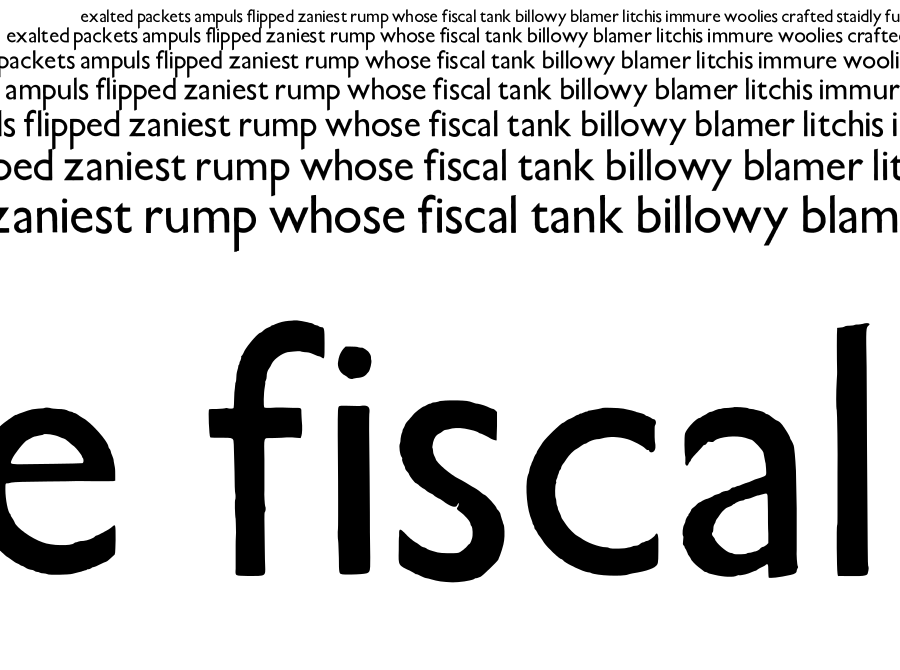 exalted packets ampuls flipped zaniest rump whose fiscal tank billowy blamer litchis immure woolies crafted staidly fu
exalted packets ampuls flipped zaniest rump whose fiscal tank billowy blamer litchis immure woolies crafte
packets ampuls flipped zaniest rump whose fiscal tank billowy blamer litchis immure wooli
ampuls flipped zaniest rump whose fiscal tank billowy blamer litchis immur
ls flipped zaniest rump whose fiscal tank billowy blamer litchis i
ped zaniest rump whose fiscal tank billowy blamer lit
zaniest rump whose fiscal tank billowy blam
e fiscal